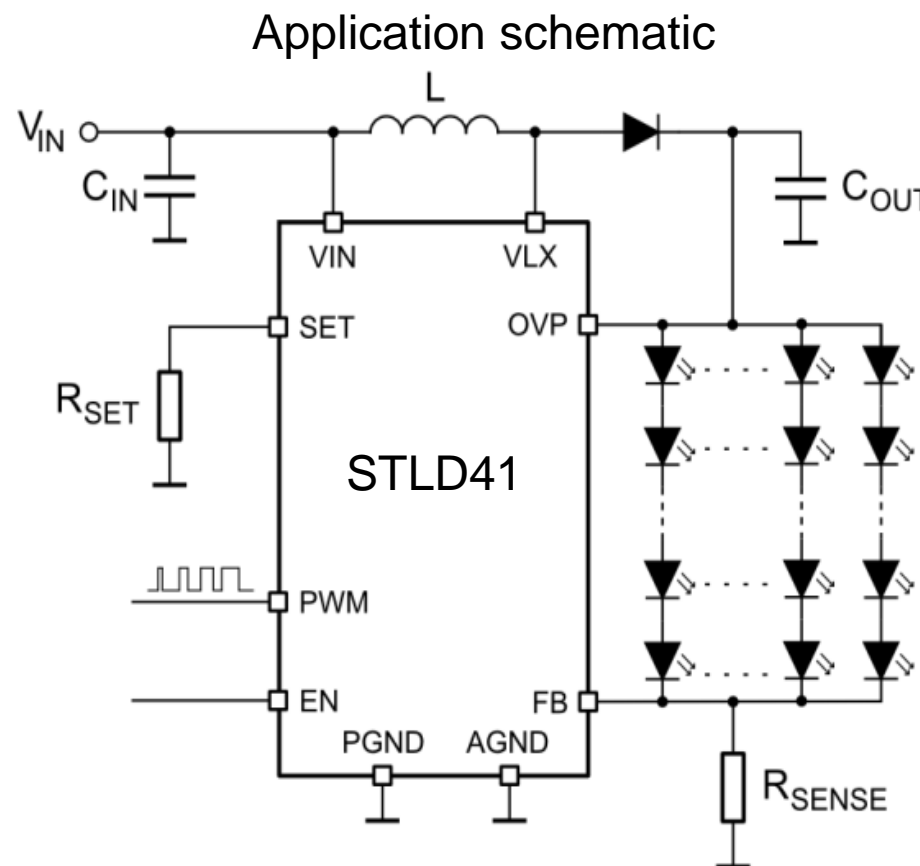 Application schematic
L
VIN
CIN
COUT
VIN
VLX
SET
OVP
RSET
STLD41
PWM
EN
FB
PGND
AGND
RSENSE